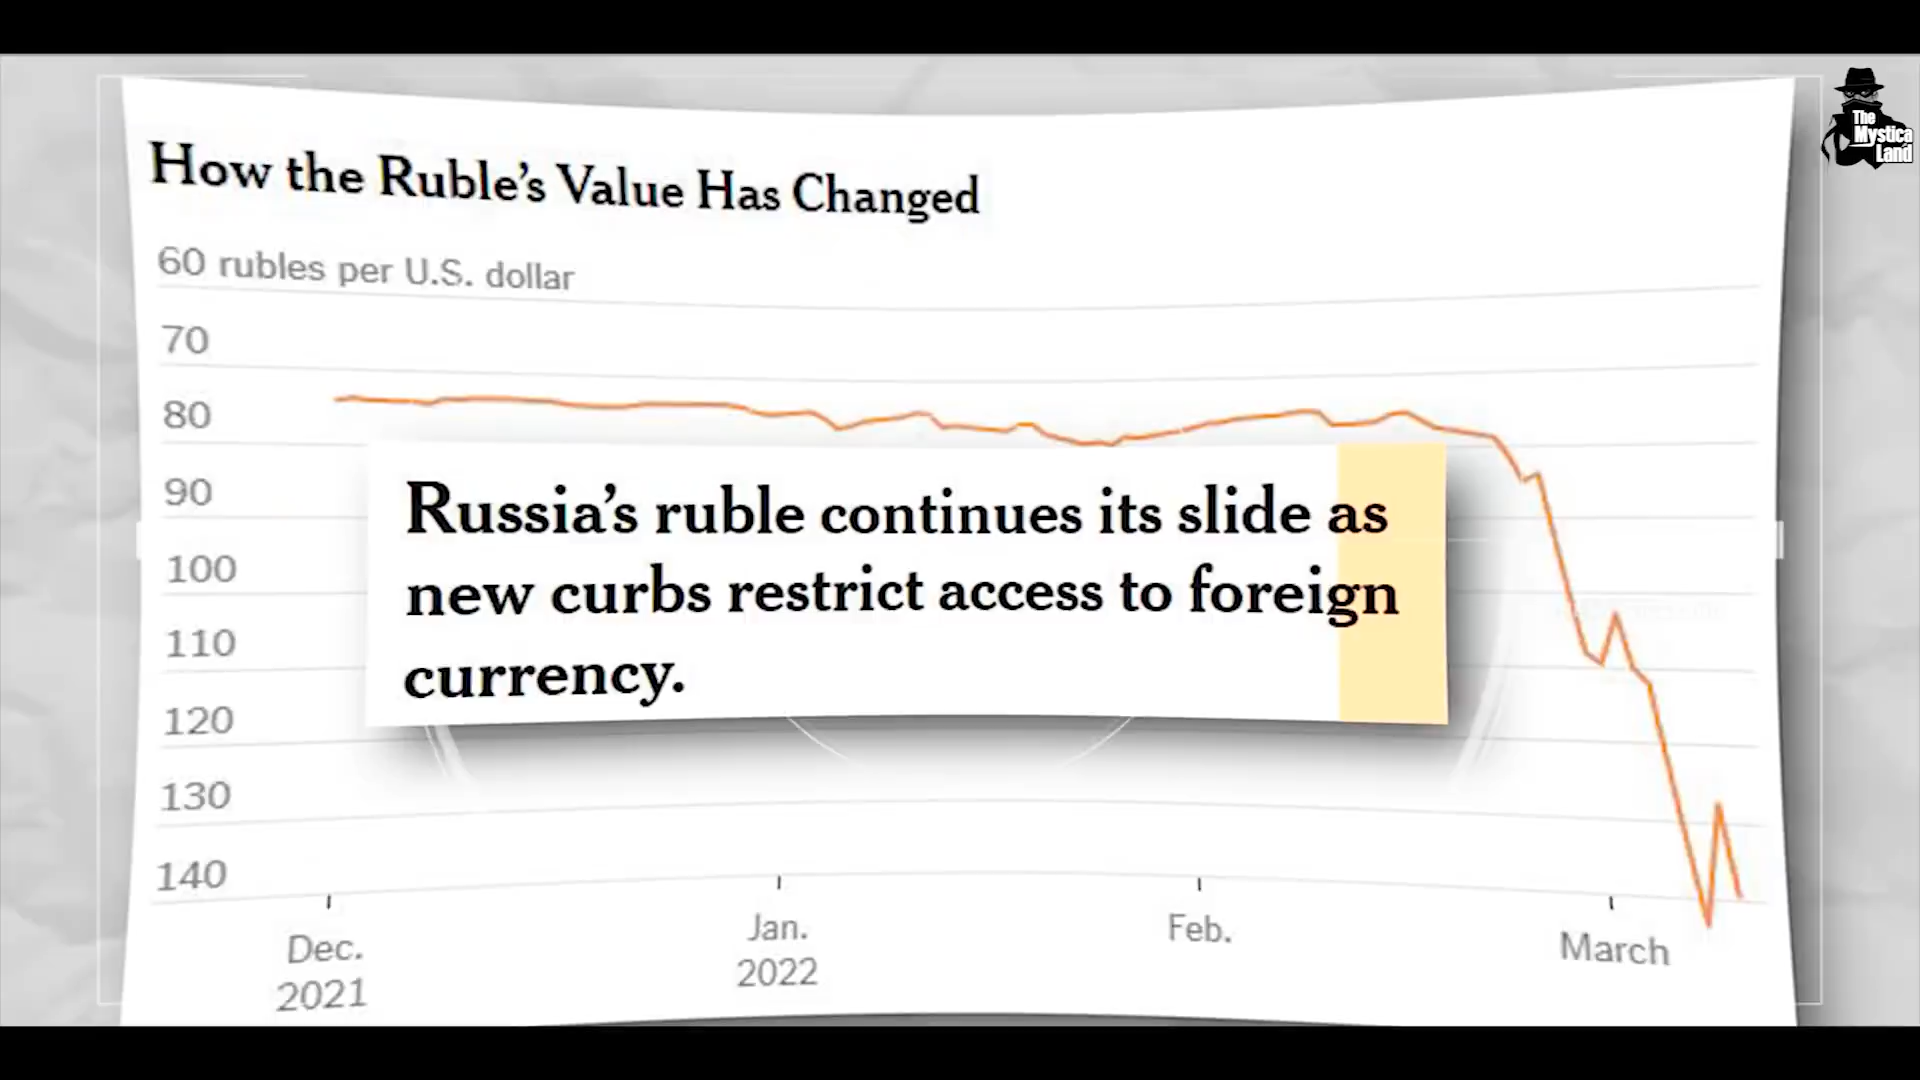 How the Ruble's Value Has Changed
60 rubles per U.S. dollar
70
80
90
100
110
120
130
140
Russia's ruble continues its slide as
new curbs restrict access to foreign
currency.
Dec.
2021
Jan.
2022
Feb.
March
The
Mystica
Land